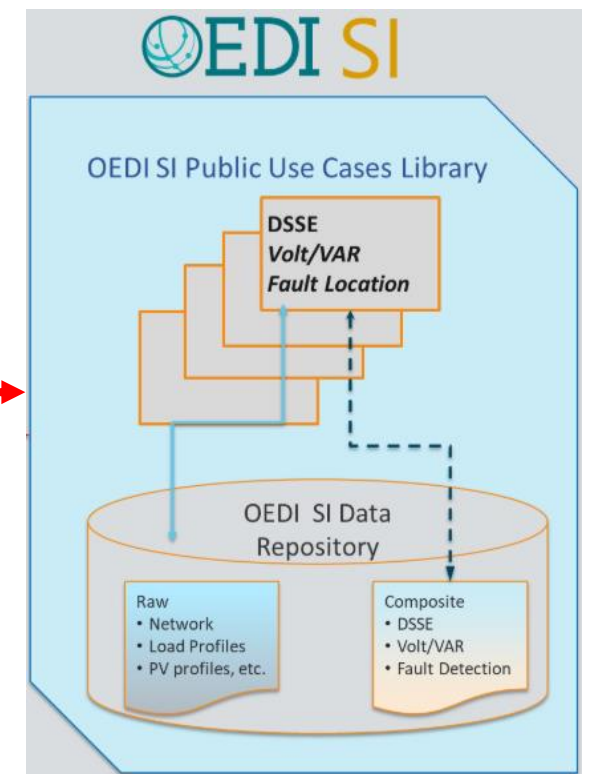 OEDI SI
OEDI SI Public Use Cases Library
DSSE
Volt/VAR
Fault Location
OEDI SI Data
Repository
Raw
• Network
• Load Profiles
• PV profiles, etc.
Composite
• DSSE
• Volt/VAR
• Fault Detection